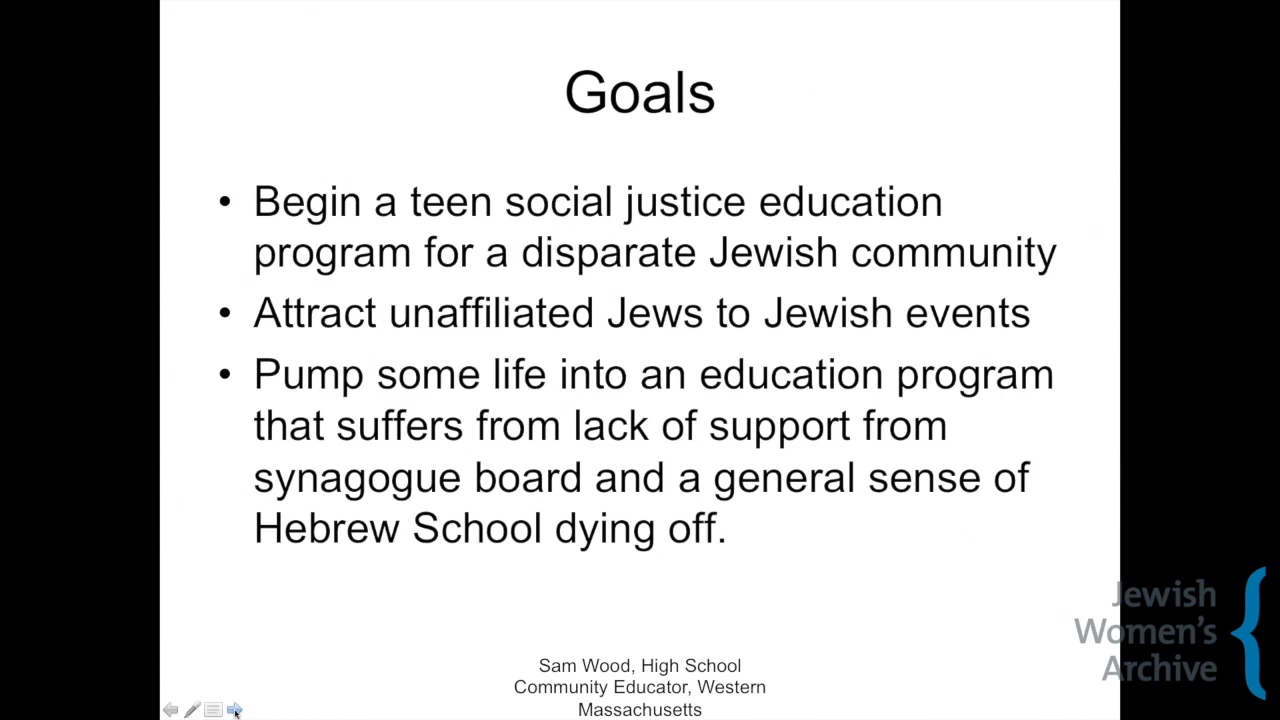 Goals
• Begin a teen social justice education
program for a disparate Jewish community
• Attract unaffiliated Jews to Jewish events
• Pump some life into an education program
that suffers from lack of support from
synagogue board and a general sense of
Hebrew School dying off.
Jewish
Women's
Archive
Sam Wood, High School
Community Educator, Western
Massachusetts